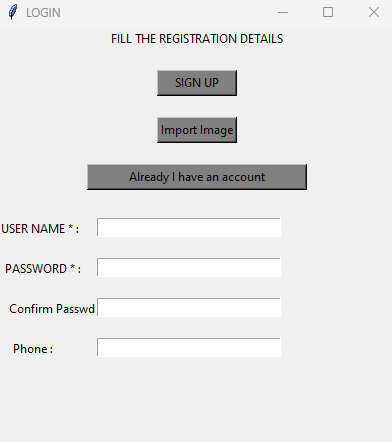 LOGIN
FILL THE REGISTRATION DETAILS
SIGN UP
Import Image
Already I have an account
USER NAME * :
PASSWORD * :
Confirm Passwd
Phone :